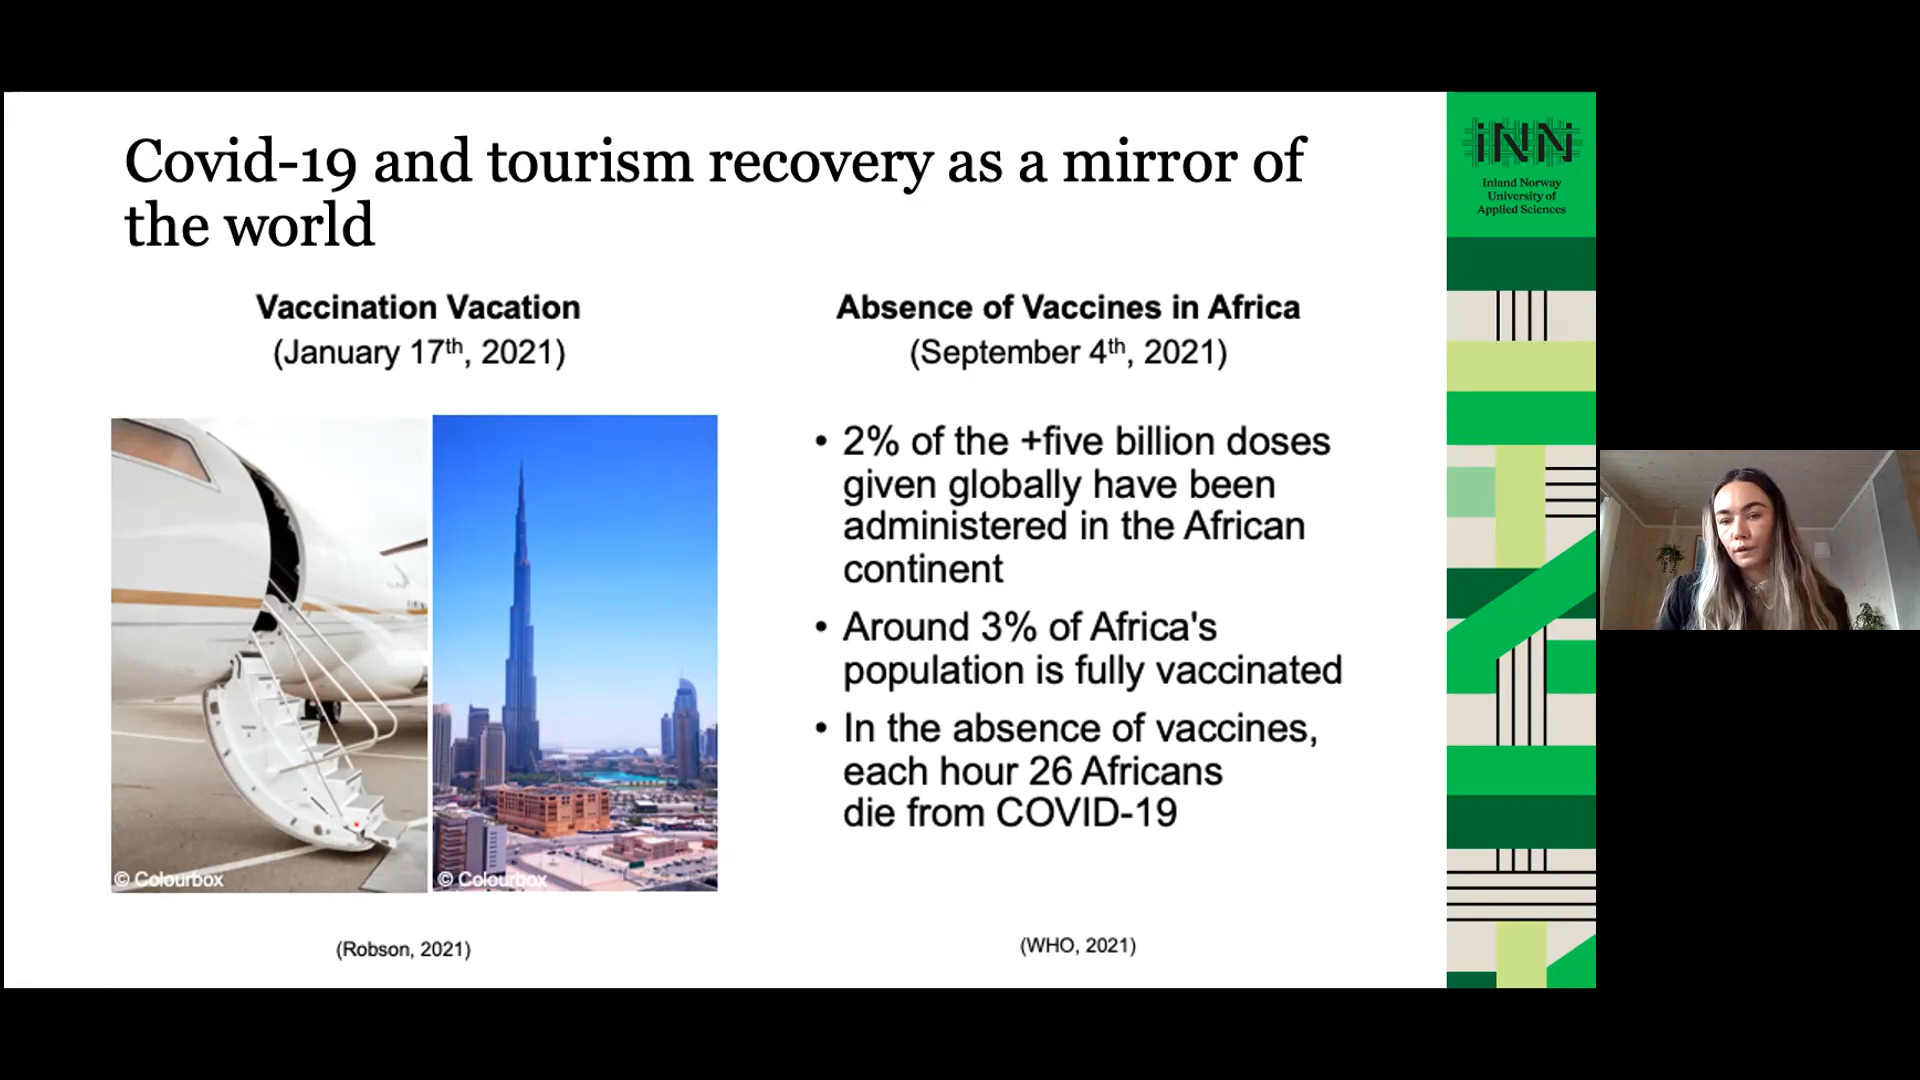 Covid-19 and tourism recovery as a mirror of
the world
Vaccination Vacation
(January 17th, 2021)
© Colourbox
© Colourbox
(Robson, 2021)
Absence of Vaccines in Africa
(September 4th, 2021)
• 2% of the +five billion doses
given globally have been
administered in the African
continent
• Around 3% of Africa's
population is fully vaccinated
• In the absence of vaccines,
each hour 26 Africans
die from COVID-19
(WHO, 2021)
INN
Inland Norway
University of
Applied Sciences